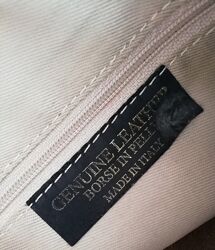 GENUINE LEATHER
BORSE IN PELLE
MADE IN ITALY